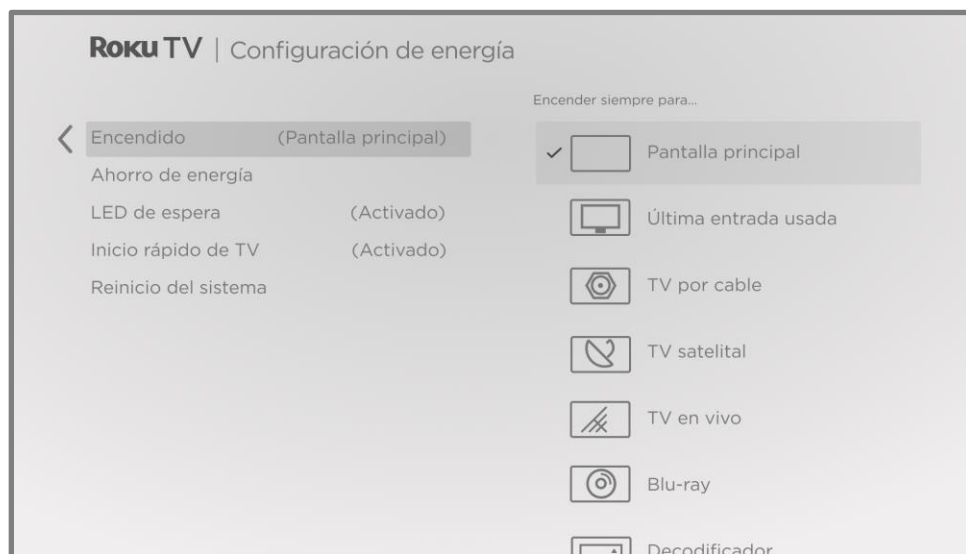 Roku TV | Configuración de energía
Encendido (Pantalla principal)
Ahorro de energía
LED de espera (Activado)
Inicio rápido de TV (Activado)
Reinicio del sistema
Encender siempre para...
Pantalla principal
Última entrada usada
TV por cable
TV satelital
TV en vivo
Blu-ray
Decodificador